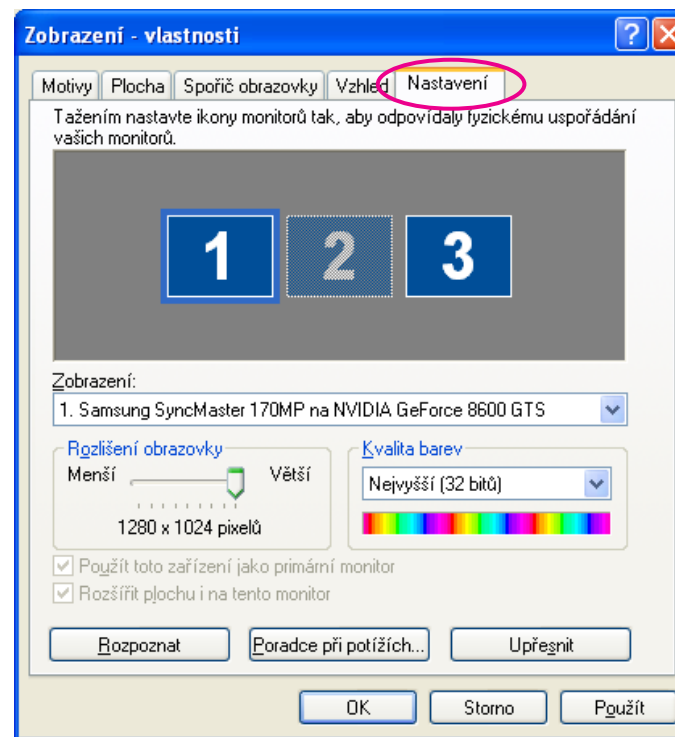 Zobrazení - vlastnosti
Motivy Plocha Spořič obrazovky Vzhled Nastavení
Tažením nastavte ikony monitorů tak, aby odpovídaly fyzickému uspořádání
vašich monitorů.
1 2 3
Zobrazení:
1. Samsung SyncMaster 170MP na NVIDIA GeForce 8600 GTS
Rozlišení obrazovky Kvalita barev
Menší Větší Nejvyšší (32 bitů)
1280 x 1024 pixelů
Použít toto zařízení jako primární monitor
Rozšířit plochu i na tento monitor
Rozpoznat Poradce při potížích... Upřesnit
OK Storno Použít